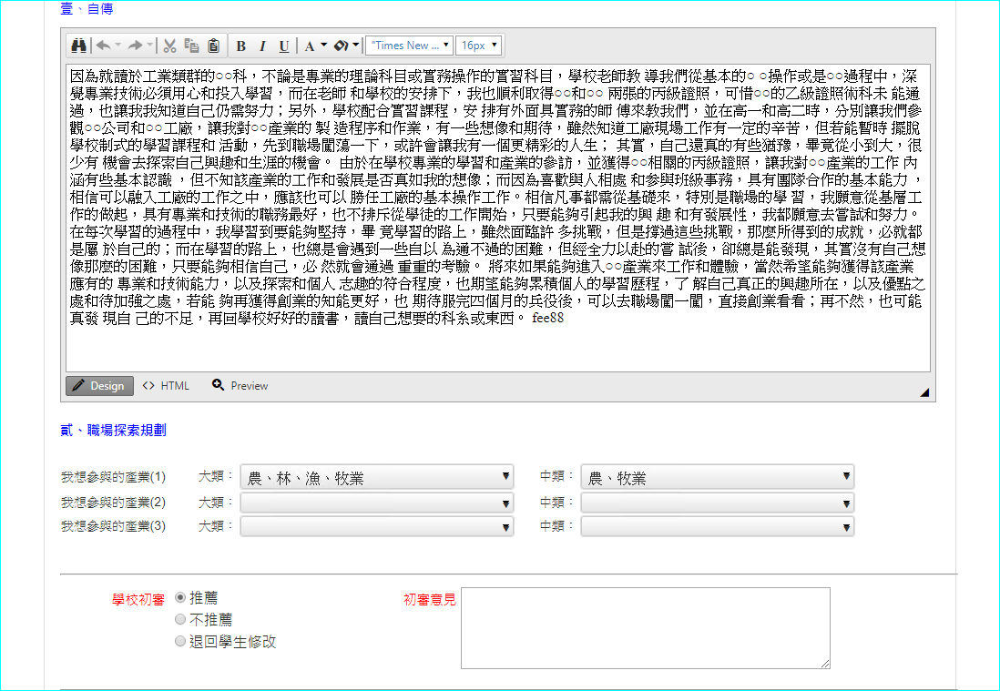 壹、自傳
B I U A "Times New ... 16px
因為就讀於工業類群的○○科，不論是專業的理論科目或實務操作的實習科目，學校老師教 導我們從基本的○ ○操作或是○○過程中，深
覺專業技術必須用心和投入學習，而在老師 和學校的安排下，我也順利取得○○和○○ 兩張的丙級證照，可惜○○的乙級證照術科未 能通
過，也讓我我知道自己仍需努力；另外，學校配合實習課程，安 排有外面具實務的師 傅來教我們，並在高一和高二時，分別讓我們參
觀○○公司和○○工廠，讓我對○○產業的 製 造程序和作業，有一些想像和期待，雖然知道工廠現場工作有一定的辛苦，但若能暫時 擺脫
學校制式的學習課程和 活動，先到職場闖蕩一下，或許會讓我有一個更精彩的人生； 其實，自己還真的有些猶豫，畢竟從小到大，很
少有 機會去探索自己興趣和生涯的機會。 由於在學校專業的學習和產業的參訪，並獲得○○相關的丙級證照，讓我對○○產業的工作 內
涵有些基本認識 ，但不知該產業的工作和發展是否真如我的想像；而因為喜歡與人相處 和參與班級事務，具有團隊合作的基本能力 ，
相信可以融入工廠的工作之中，應該也可以 勝任工廠的基本操作工作。相信凡事都需從基礎來，特別是職場的學 習，我願意從基層工
作的做起，具有專業和技術的職務最好，也不排斥從學徒的工作開始，只要能夠引起我的興 趣 和有發展性，我都願意去嘗試和努力。
在每次學習的過程中，我學習到要能夠堅持，畢 竟學習的路上，雖然面臨許 多挑戰，但是撐過這些挑戰，那麼所得到的成就，必就都
是屬 於自己的；而在學習的路上，也總是會遇到一些自以 為通不過的困難，但經全力以赴的嘗 試後，卻總是能發現，其實沒有自己想
像那麼的困難，只要能夠相信自己，必 然就會通過 重重的考驗。 將來如果能夠進入○○產業來工作和體驗，當然希望能夠獲得該產業
應有的 專業和技術能力，以及探索和個人 志趣的符合程度，也期望能夠累積個人的學習歷程，了 解自己真正的興趣所在，以及優點之
處和待加強之處，若能 夠再獲得創業的知能更好，也 期待服完四個月的兵役後，可以去職場闖一闖，直接創業看看；再不然，也可能
真發 現自 己的不足，再回學校好好的讀書，讀自己想要的科系或東西。 fee88
Design HTML Preview
貳、職場探索規劃
我想參與的產業(1) 大類： 農、林、漁、牧業 中類： 農、牧業
我想參與的產業(2) 大類： 中類：
我想參與的產業(3) 大類： 中類：
學校初審 推薦 初審意見
不推薦
退回學生修改